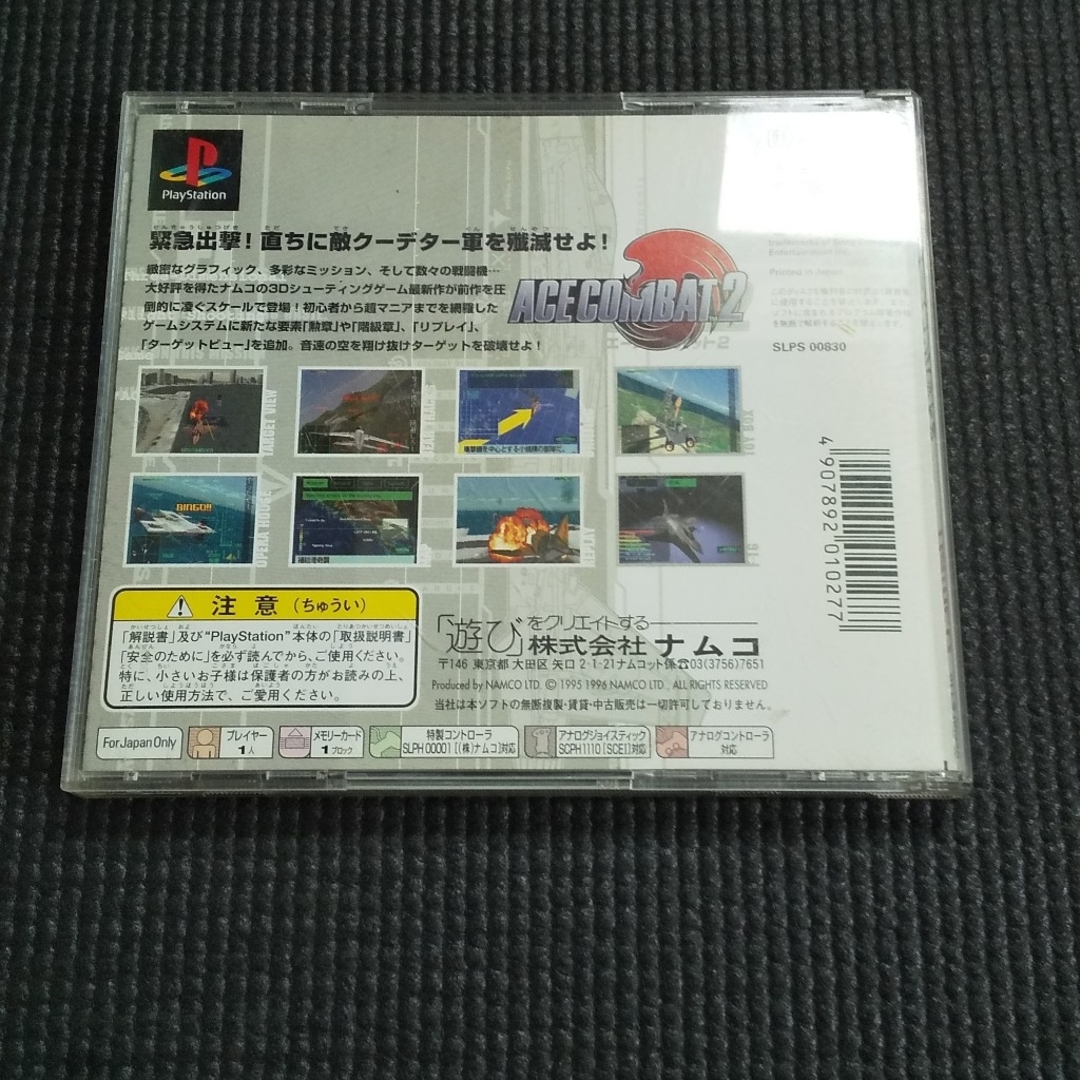 PlayStation
緊急出撃!直ちに敵クーデター軍を殲滅せよ!
緻密なグラフィック、多彩なミッション、そして数々の戦闘機…
大好評を得たナムコの3Dシューティングゲーム最新作が前作を圧
倒的に凌ぐスケールで登場!初心者から超マニアまでを網羅した
ゲームシステムに新たな要素「勲章」や「階級章」、「リプレイ」、
「ターゲットビュー」を追加。音速の空を翔け抜けターゲットを破壊せよ!
ACE COMBAT 2
Entertainment Inc.
Printed in Japan
SLPS 00830
TARGET VIEW
BINGO!!
OPERA HOUSE
4 907892 010277
注意(ちゅうい)
「解説書」及び“PlayStation”本体の「取扱説明書」
「安全のために」を必ず読んでから、ご使用ください。
特に、小さいお子様は保護者の方がお読みの上、
正しい使用方法で、ご愛用ください。
「遊び」をクリエイトする
株式会社ナムコ
〒146 東京都 大田区 矢口 2-1-21ナムコット係☎03(3756)7651
Produced by NAMCO LTD. © 1995 1996 NAMCO LTD., ALL RIGHTS RESERVED
当社は本ソフトの無断複製・賃貸・中古販売は一切許可しておりません。
For Japan Only
プレイヤー
1人
メモリーカード
1ブロック
特製コントローラ
SLPH 00001 [(株)ナムコ]対応
アナログジョイスティック
SCPH1110 [SCEI]対応
アナログコントローラ
対応